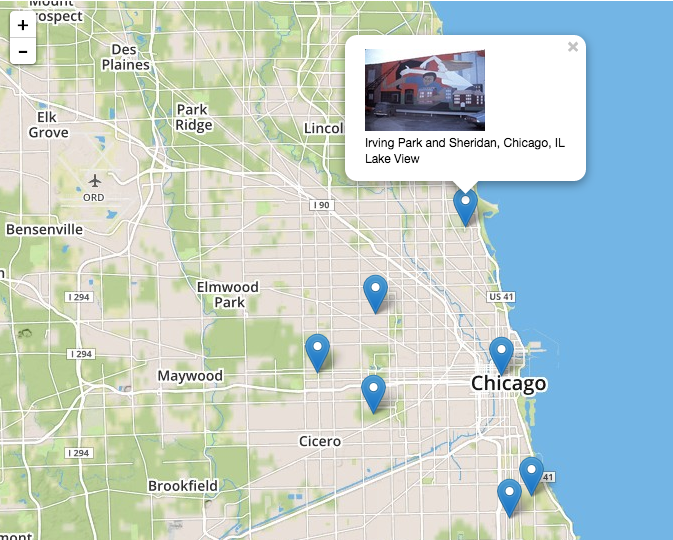 Mount
Prospect
+
−
Des
Plaines
×
Park
Ridge
Elk
Grove
Lincol
Irving Park and Sheridan, Chicago, IL
Lake View
ORD
I 90
Bensenville
Elmwood
Park
I 294
US 41
I 294
Maywood
Chicago
Cicero
I 294
41
Brookfield
mont